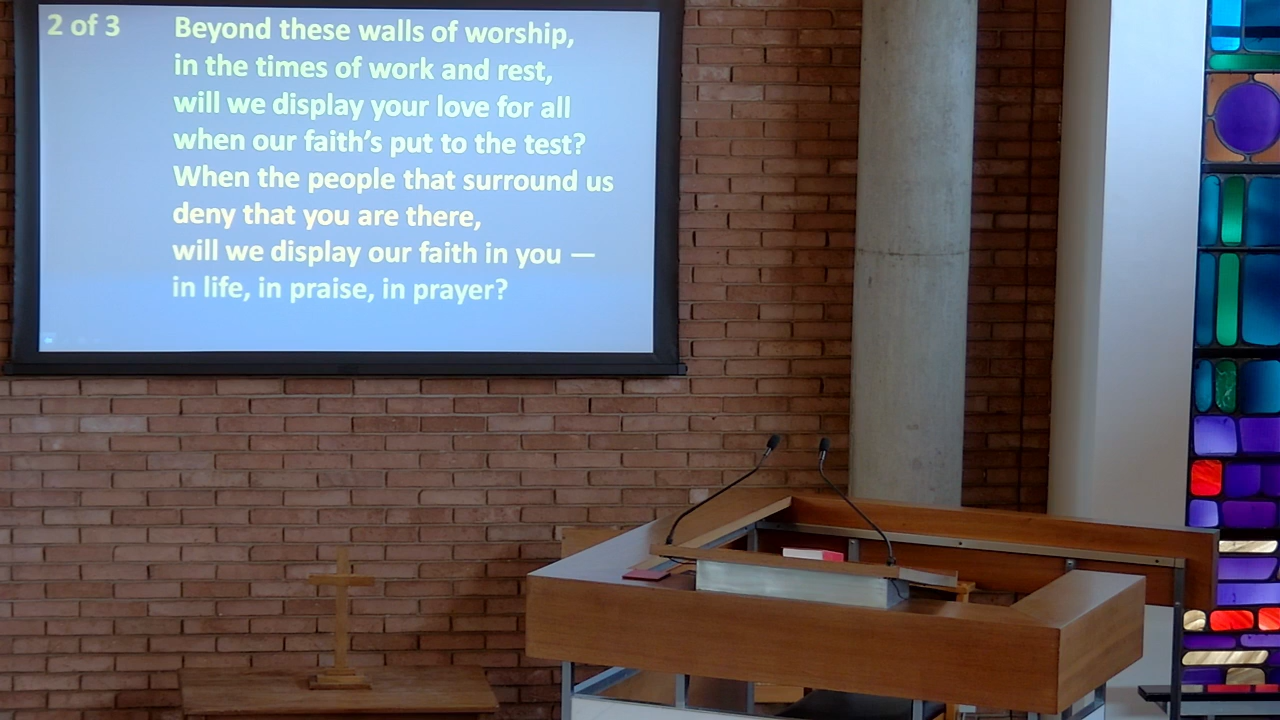 2 of 3
Beyond these walls of worship,
in the times of work and rest,
will we display your love for all
when our faith’s put to the test?
When the people that surround us
deny that you are there,
will we display our faith in you —
in life, in praise, in prayer?